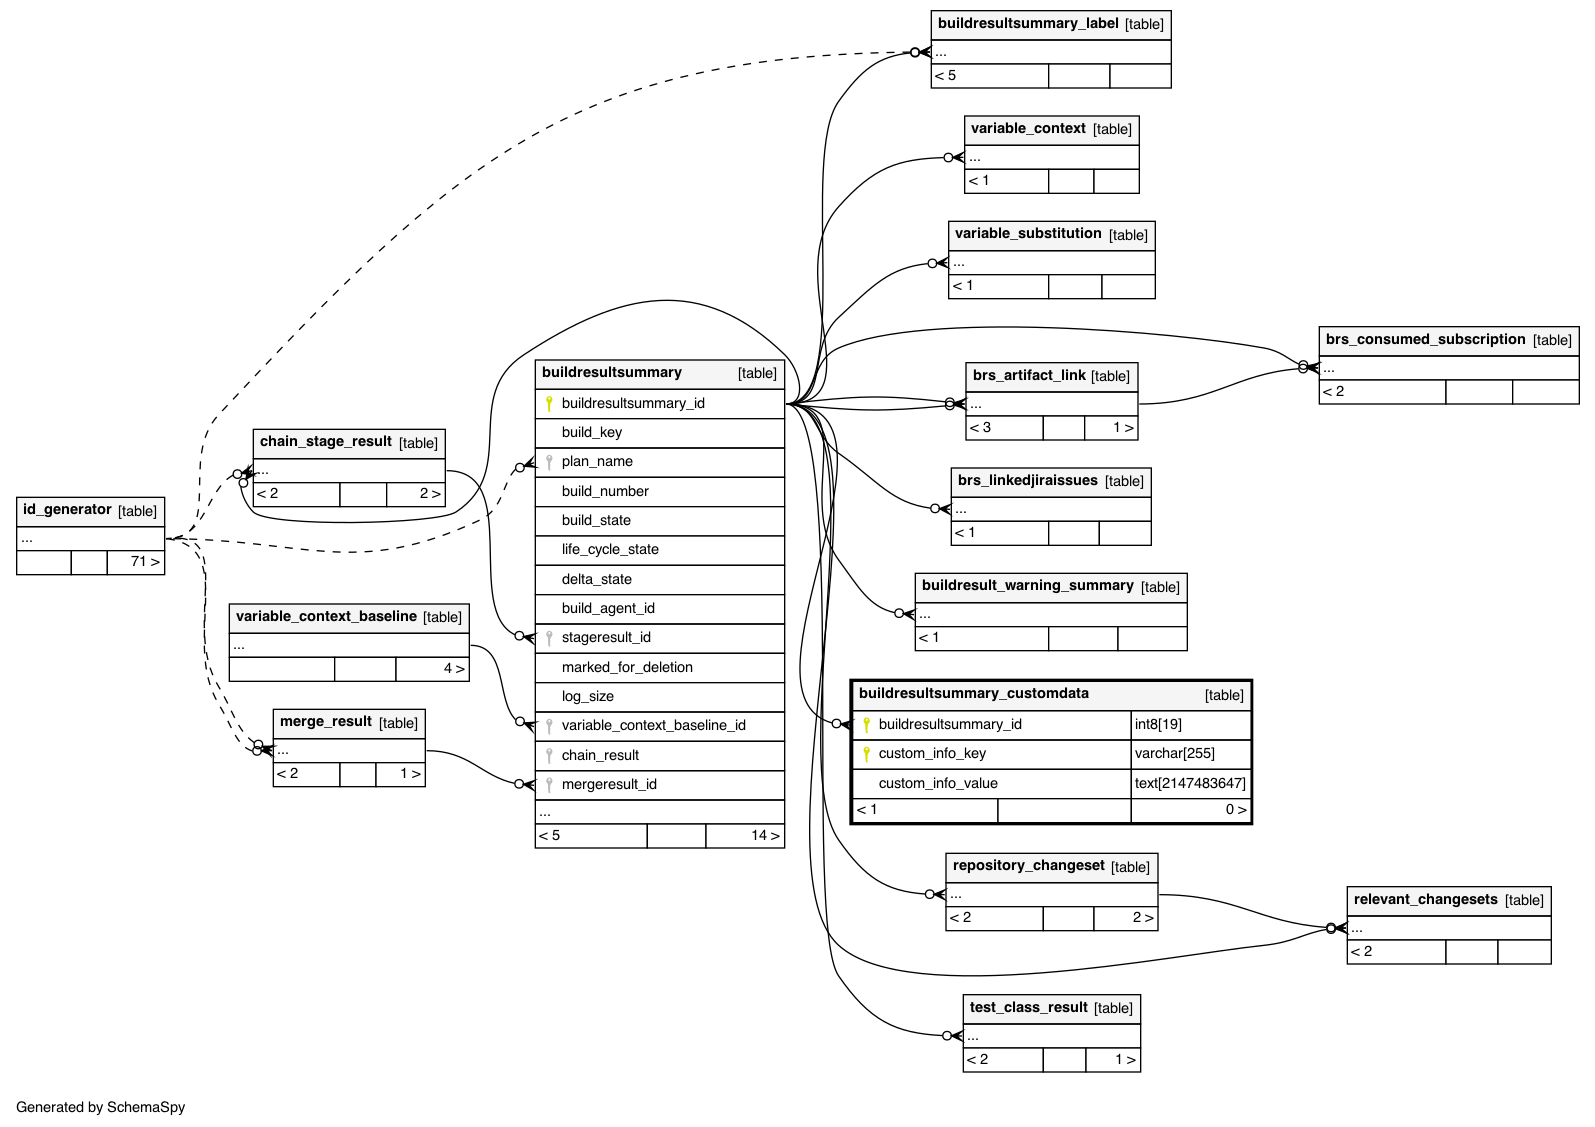 buildresultsummary_label [table]
...
< 5
variable_context [table]
...
< 1
variable_substitution [table]
...
< 1
brs_consumed_subscription [table]
...
< 2
brs_artifact_link [table]
...
< 3 1 >
brs_linkedjiraissues [table]
...
< 1
buildresult_warning_summary [table]
...
< 1
buildresultsummary [table]
buildresultsummary_id
build_key
plan_name
build_number
build_state
life_cycle_state
delta_state
build_agent_id
stageresult_id
marked_for_deletion
log_size
variable_context_baseline_id
chain_result
mergeresult_id
...
< 5 14 >
chain_stage_result [table]
...
< 2 2 >
id_generator [table]
...
71 >
variable_context_baseline [table]
...
4 >
merge_result [table]
...
< 2 1 >
buildresultsummary_customdata [table]
buildresultsummary_id int8[19]
custom_info_key varchar[255]
custom_info_value text[2147483647]
< 1 0 >
repository_changeset [table]
...
< 2 2 >
relevant_changesets [table]
...
< 2
test_class_result [table]
...
< 2 1 >
Generated by SchemaSpy